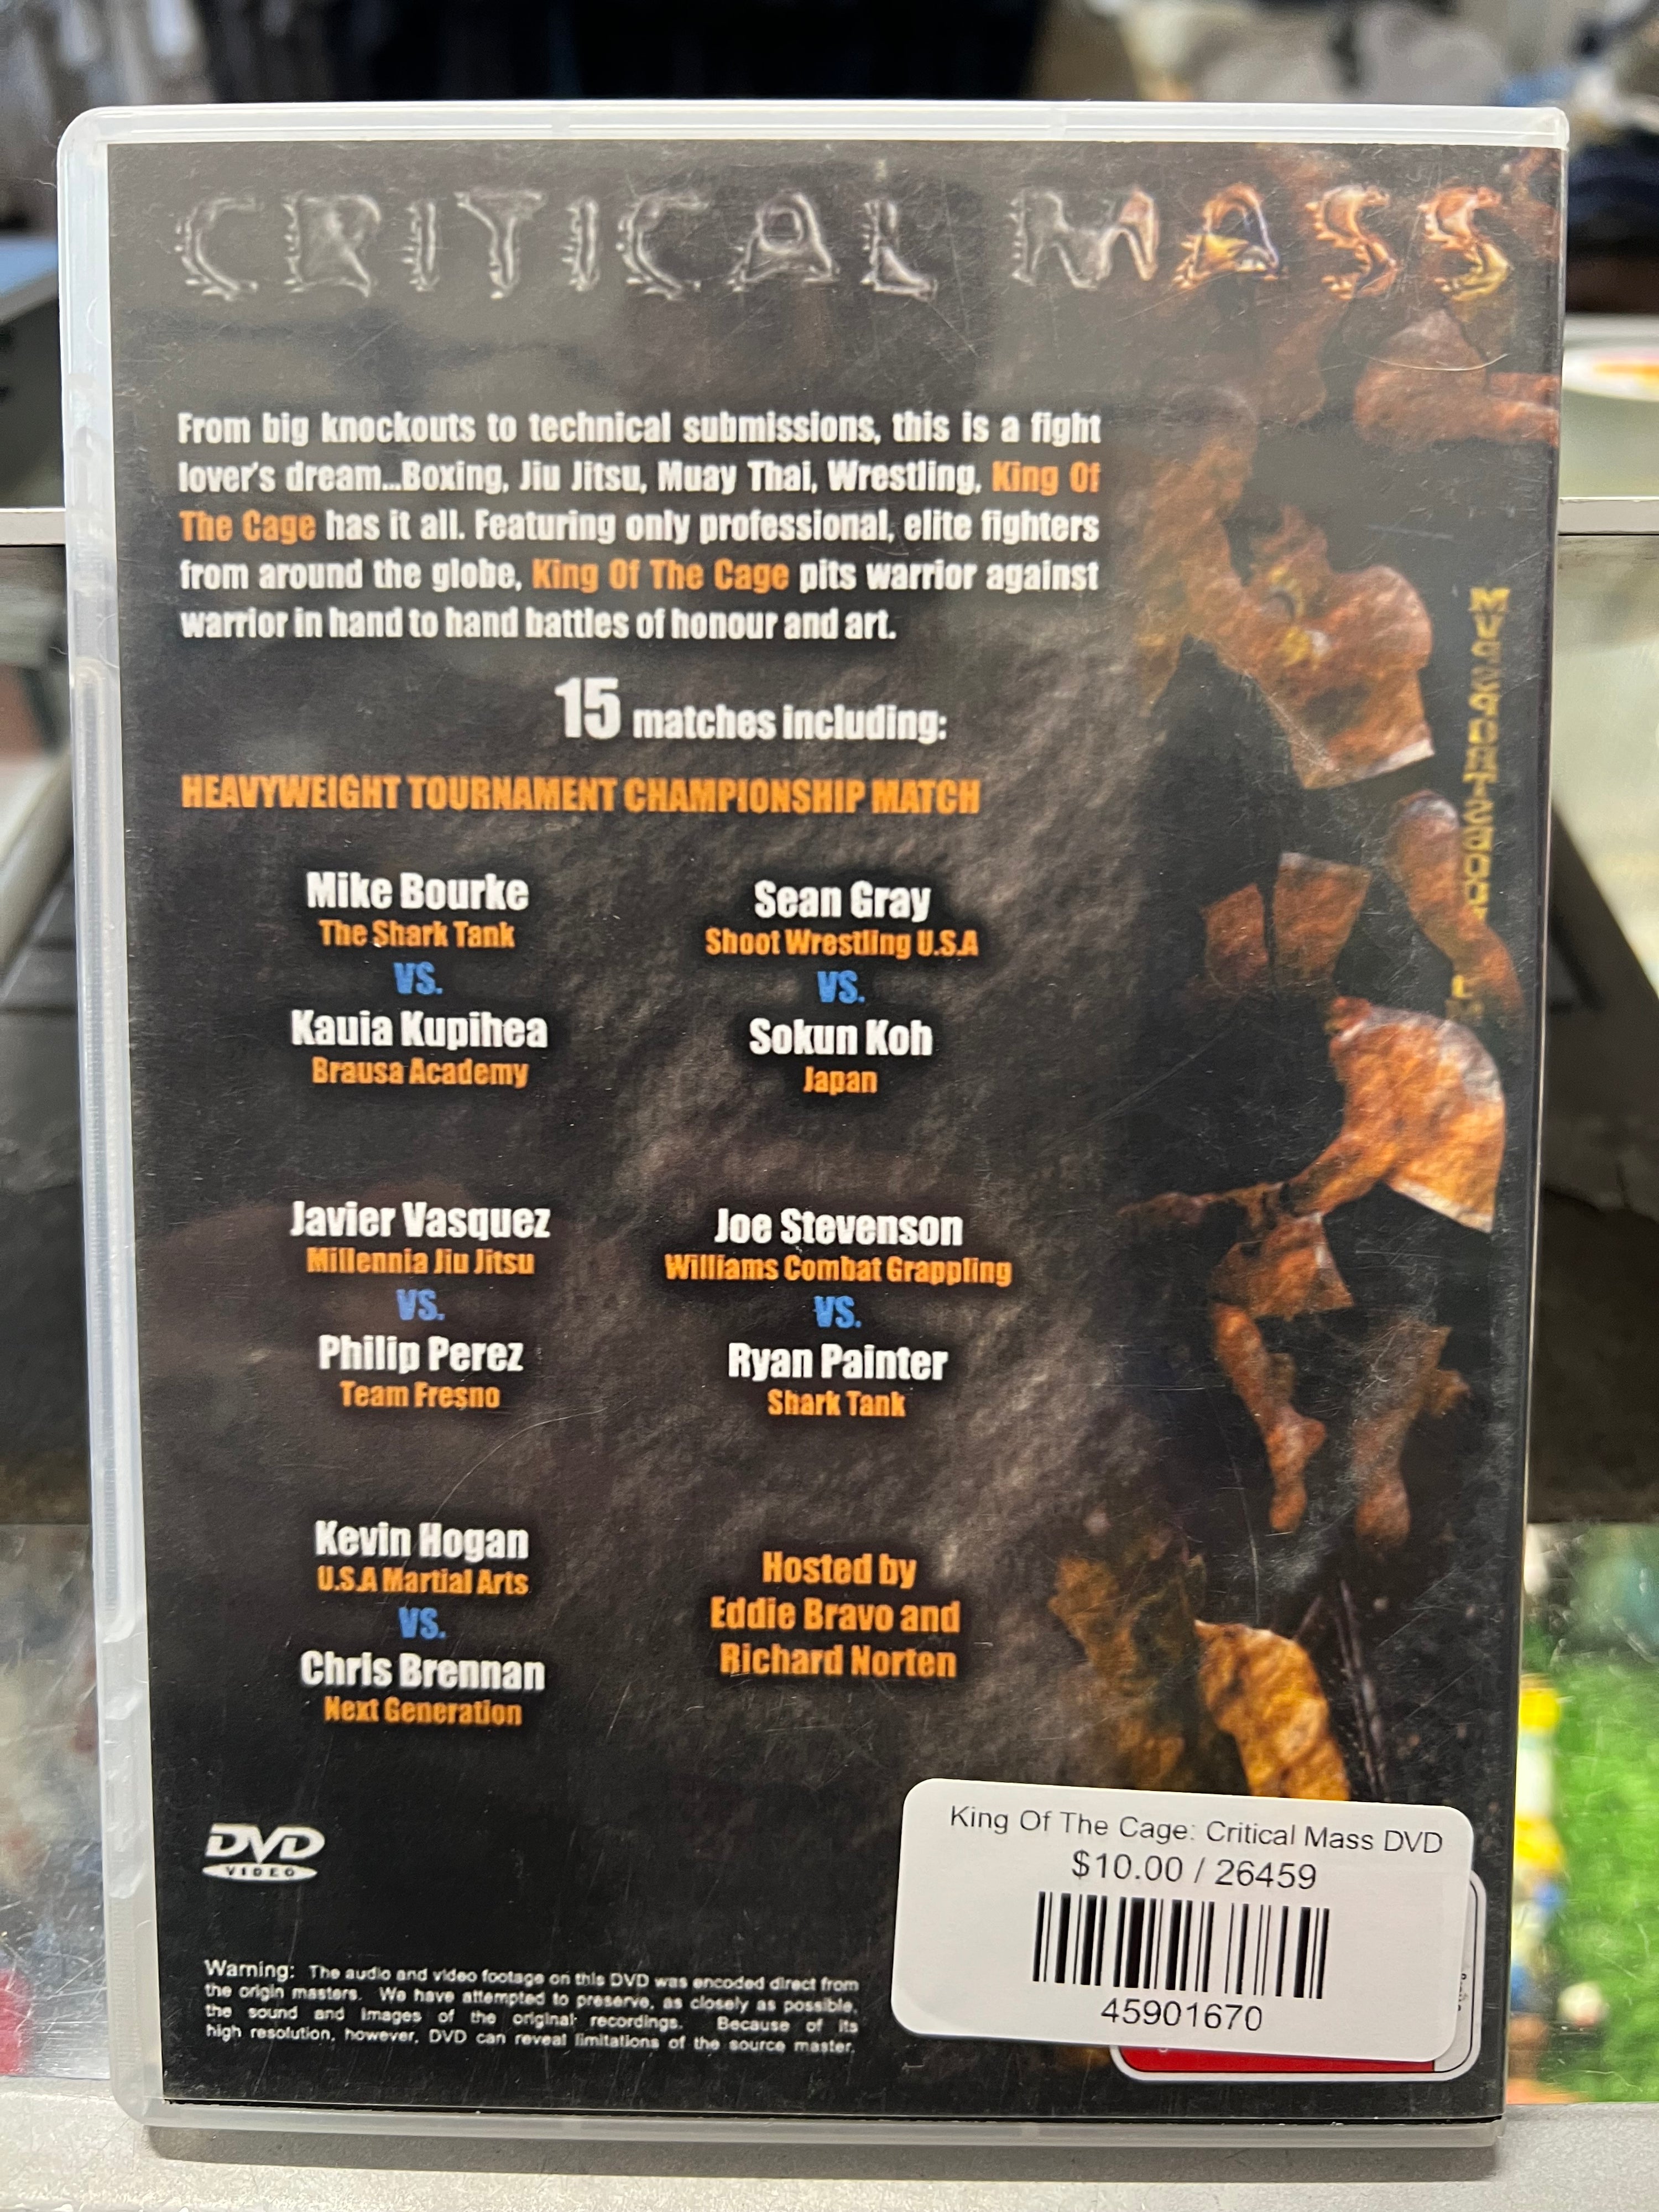 CRITICAL MASS
From big knockouts to technical submissions, this is a fight
lover's dream...Boxing, Jiu Jitsu, Muay Thai, Wrestling, King Of
The Cage has it all. Featuring only professional, elite fighters
from around the globe, King Of The Cage pits warrior against
warrior in hand to hand battles of honour and art.
15 matches including:
HEAVYWEIGHT TOURNAMENT CHAMPIONSHIP MATCH
Mike Bourke
The Shark Tank
VS.
Kauia Kupihea
Brausa Academy
Sean Gray
Shoot Wrestling U.S.A
VS.
Sokun Koh
Japan
Javier Vasquez
Millennia Jiu Jitsu
VS.
Philip Perez
Team Fresno
Joe Stevenson
Williams Combat Grappling
VS.
Ryan Painter
Shark Tank
Kevin Hogan
U.S.A Martial Arts
VS.
Chris Brennan
Next Generation
Hosted by
Eddie Bravo and
Richard Norten
DVD
VIDEO
Warning: The audio and video footage on this DVD was encoded direct from
the origin masters. We have attempted to preserve, as closely as possible,
the sound and images of the original recordings. Because of its
high resolution, however, DVD can reveal limitations of the source master.
King Of The Cage: Critical Mass DVD
$10.00 / 26459
45901670